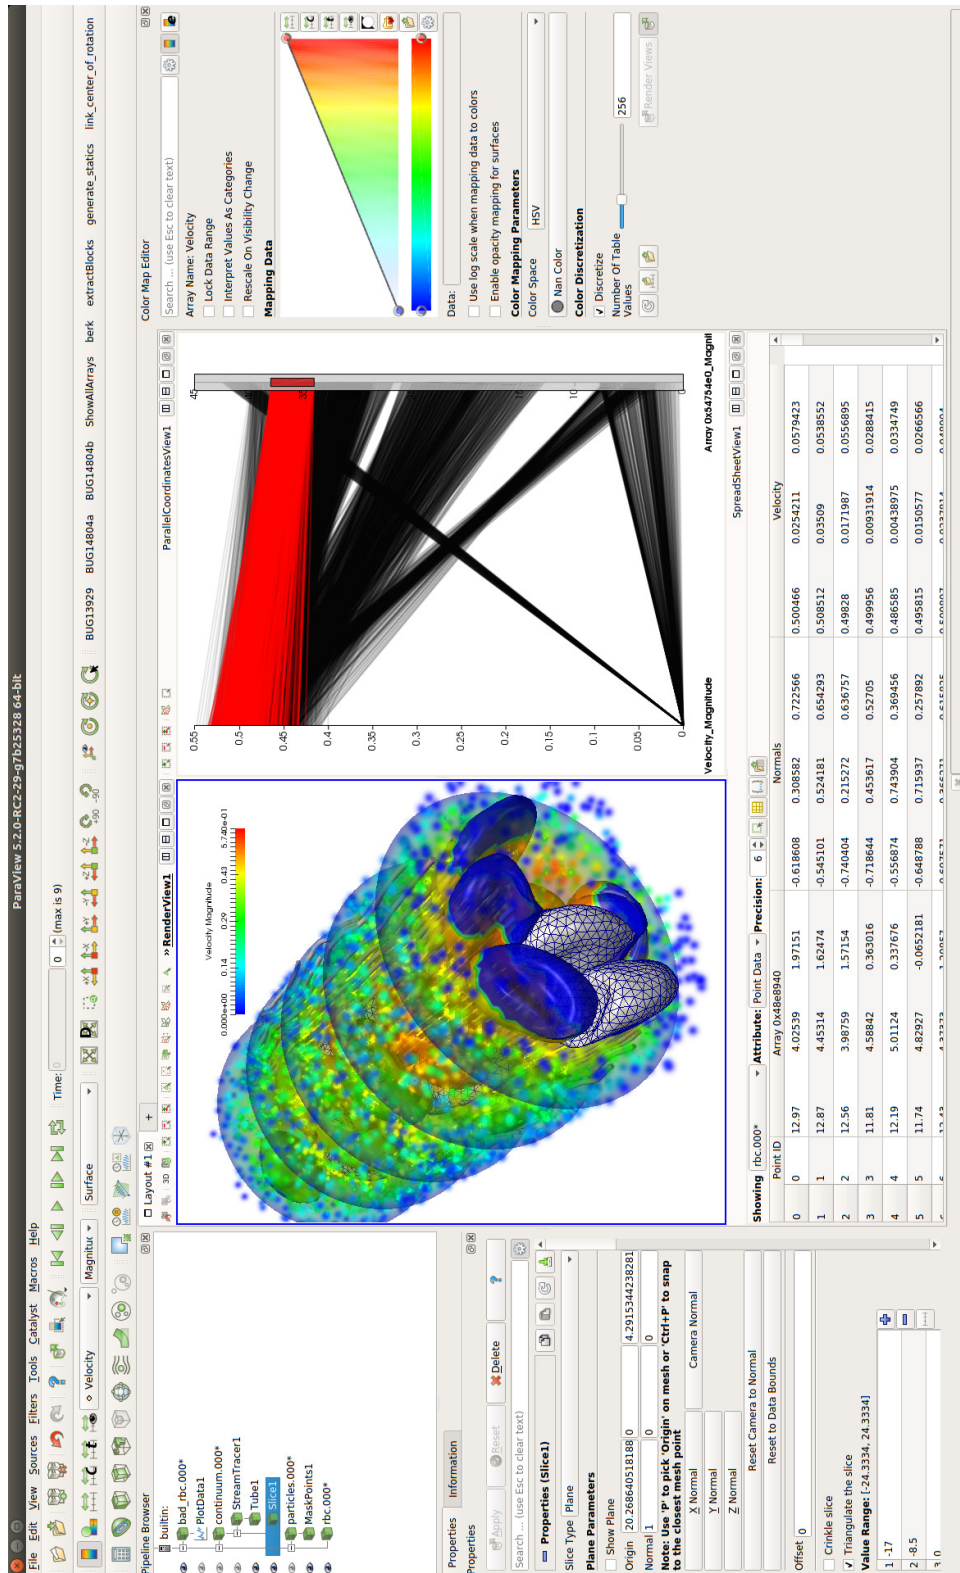 ParaView 5.2.0-RC2-29-g7b25328 64-bit
File Edit View Sources Filters Tools Catalyst Macros Help
Time: 0 0 (max is 9)
Velocity Magnitur Surface
+90 -90
BUG13929 BUG14804a BUG14804b ShowAllArrays berk extractBlocks generate_statics link_center_of_rotation
Pipeline Browser
builtin:
bad_rbc.000*
PlotData1
continuum.000*
StreamTracer1
Tube1
Slice1
particles.000*
MaskPoints1
rbc.000*
Properties Information
Properties
Apply Reset Delete ?
Search ... (use Esc to clear text)
Properties (Slice1)
Slice Type Plane
Plane Parameters
Show Plane
Origin 20.268640518188 0 4.2915344238281
Normal 1 0 0
Note: Use 'P' to pick 'Origin' on mesh or 'Ctrl+P' to snap
to the closest mesh point
X Normal Camera Normal
Y Normal
Z Normal
Reset Camera to Normal
Reset to Data Bounds
Offset 0
Crinkle slice
Triangulate the slice
Value Range: [-24.3334, 24.3334]
1 -17
2 -8.5
3 0
Layout #1
+
3D
»RenderView1
Velocity Magnitude
0.000e+00 0.14 0.29 0.43 5.740e-01
ParallelCoordinatesView1
0.55
0.5
0.45
0.4
0.35
0.3
0.25
0.2
0.15
0.1
0.05
0
45
35
10
Velocity_Magnitude
Array 0x54754e0_Magnit
SpreadSheetView1
Showing rbc.000* Attribute: Point Data Precision: 6
Point ID Array 0x48e8940 Normals Velocity
0 0 12.97 4.02539 1.97151 -0.618608 0.308582 0.722566 0.500466 0.0254211 0.0579423
1 1 12.87 4.45314 1.62474 -0.545101 0.524181 0.654293 0.508512 0.03509 0.0538552
2 2 12.56 3.98759 1.57154 -0.740404 0.215272 0.636757 0.49828 0.0171987 0.0556895
3 3 11.81 4.58842 0.363016 -0.718644 0.453617 0.52705 0.499956 0.00931914 0.0288415
4 4 12.19 5.01124 0.337676 -0.556874 0.743904 0.369456 0.486585 0.00438975 0.0334749
5 5 11.74 4.82927 -0.0652181 -0.648788 0.715937 0.257892 0.495815 0.0150577 0.0266566
Color Map Editor
Search ... (use Esc to clear text)
Array Name: Velocity
Lock Data Range
Interpret Values As Categories
Rescale On Visibility Change
Mapping Data
Data:
Use log scale when mapping data to colors
Enable opacity mapping for surfaces
Color Mapping Parameters
Color Space HSV
Nan Color
Color Discretization
Discretize
Number Of Table
Values
256
Render Views